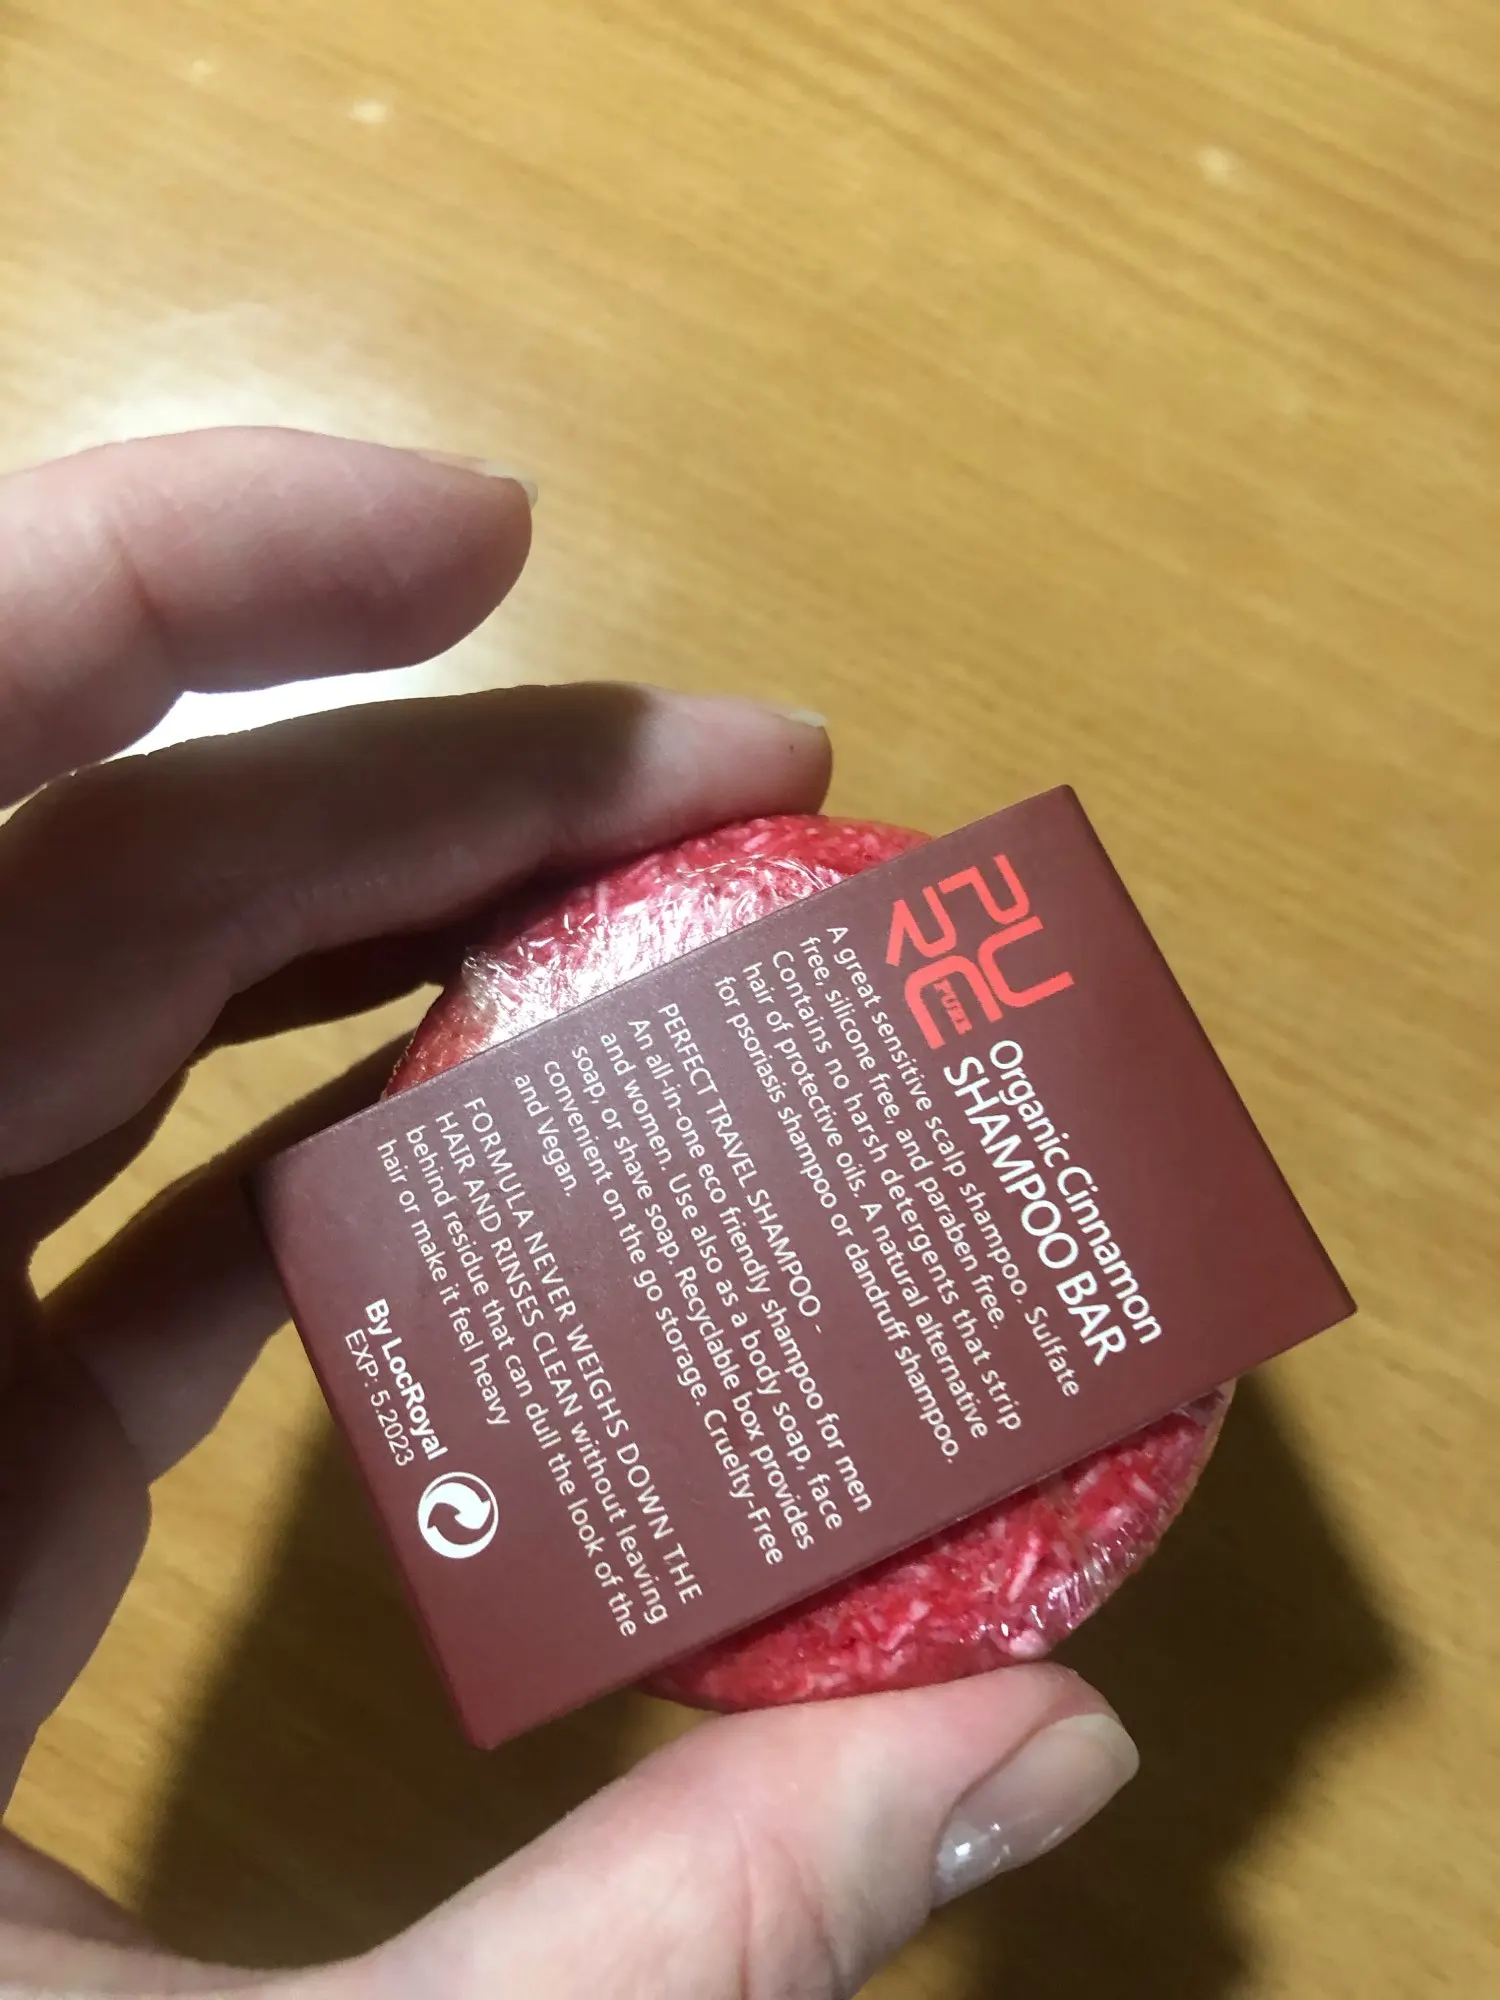 PU
RE
PURE
Organic Cinnamon
SHAMPOO BAR
A great sensitive scalp shampoo. Sulfate
free, silicone free, and paraben free.
Contains no harsh detergents that strip
hair of protective oils. A natural alternative
for psoriasis shampoo or dandruff shampoo.
PERFECT TRAVEL SHAMPOO -
An all-in-one eco friendly shampoo for men
and women. Use also as a body soap, face
soap, or shave soap. Recyclable box provides
convenient on the go storage. Cruelty-Free
and Vegan.
FORMULA NEVER WEIGHS DOWN THE
HAIR AND RINSES CLEAN without leaving
behind residue that can dull the look of the
hair or make it feel heavy
By LocRoyal
EXP: 5.2023